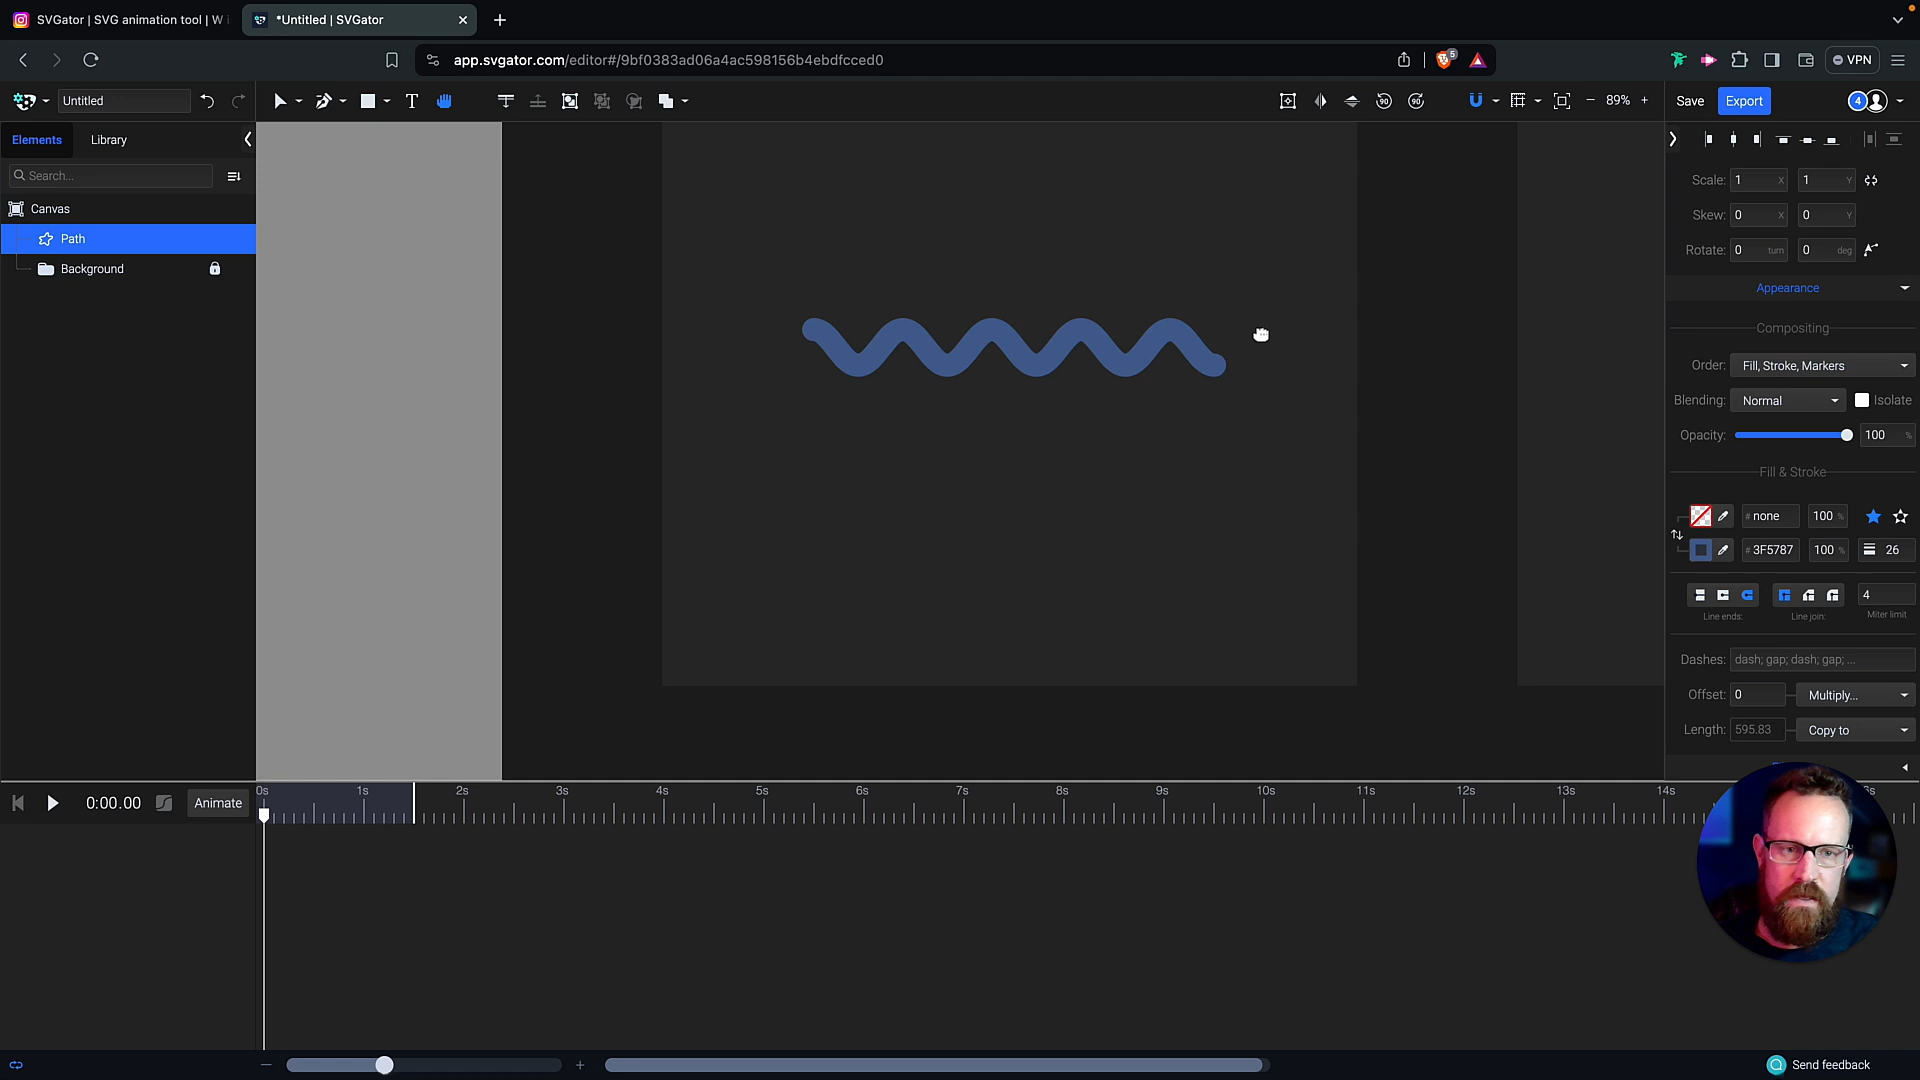 SVGator | SVG animation tool | W
*Untitled | SVGator
app.svgator.com/editor#/9bf0383ad06a4ac598156b4ebdfcced0
5
VPN
Untitled
T
90
90
89%
Save
Export
4
Elements
Library
Search...
Canvas
Path
Background
Scale: 1 X 1 Y
Skew: 0 X 0 Y
Rotate: 0 turn 0 deg
Appearance
Compositing
Order: Fill, Stroke, Markers
Blending: Normal Isolate
Opacity: 100 %
Fill & Stroke
# none 100 %
# 3F5787 100 % 26
4
Line ends: Line join: Miter limit
Dashes: dash; gap; dash; gap; ...
Offset: 0 Multiply...
Length: 595.83 Copy to
0:00.00
Animate
0s 1s 2s 3s 4s 5s 6s 7s 8s 9s 10s 11s 12s 13s 14s
Send feedback